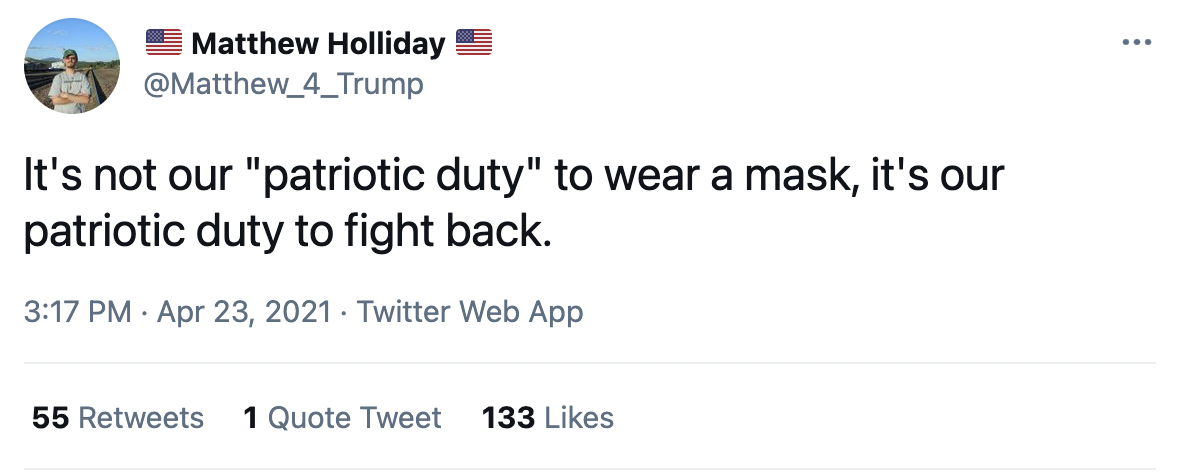 🇺🇸 Matthew Holliday 🇺🇸
@Matthew_4_Trump
It's not our "patriotic duty" to wear a mask, it's our
patriotic duty to fight back.
3:17 PM · Apr 23, 2021 · Twitter Web App
55 Retweets 1 Quote Tweet 133 Likes